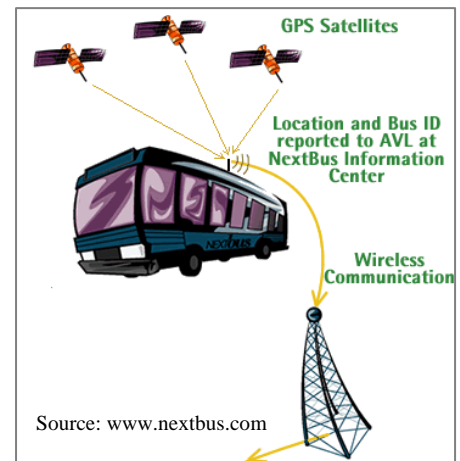 GPS Satellites
Location and Bus ID
reported to AVL at
NextBus Information
Center
NEXTBUS
Wireless
Communication
Source: www.nextbus.com